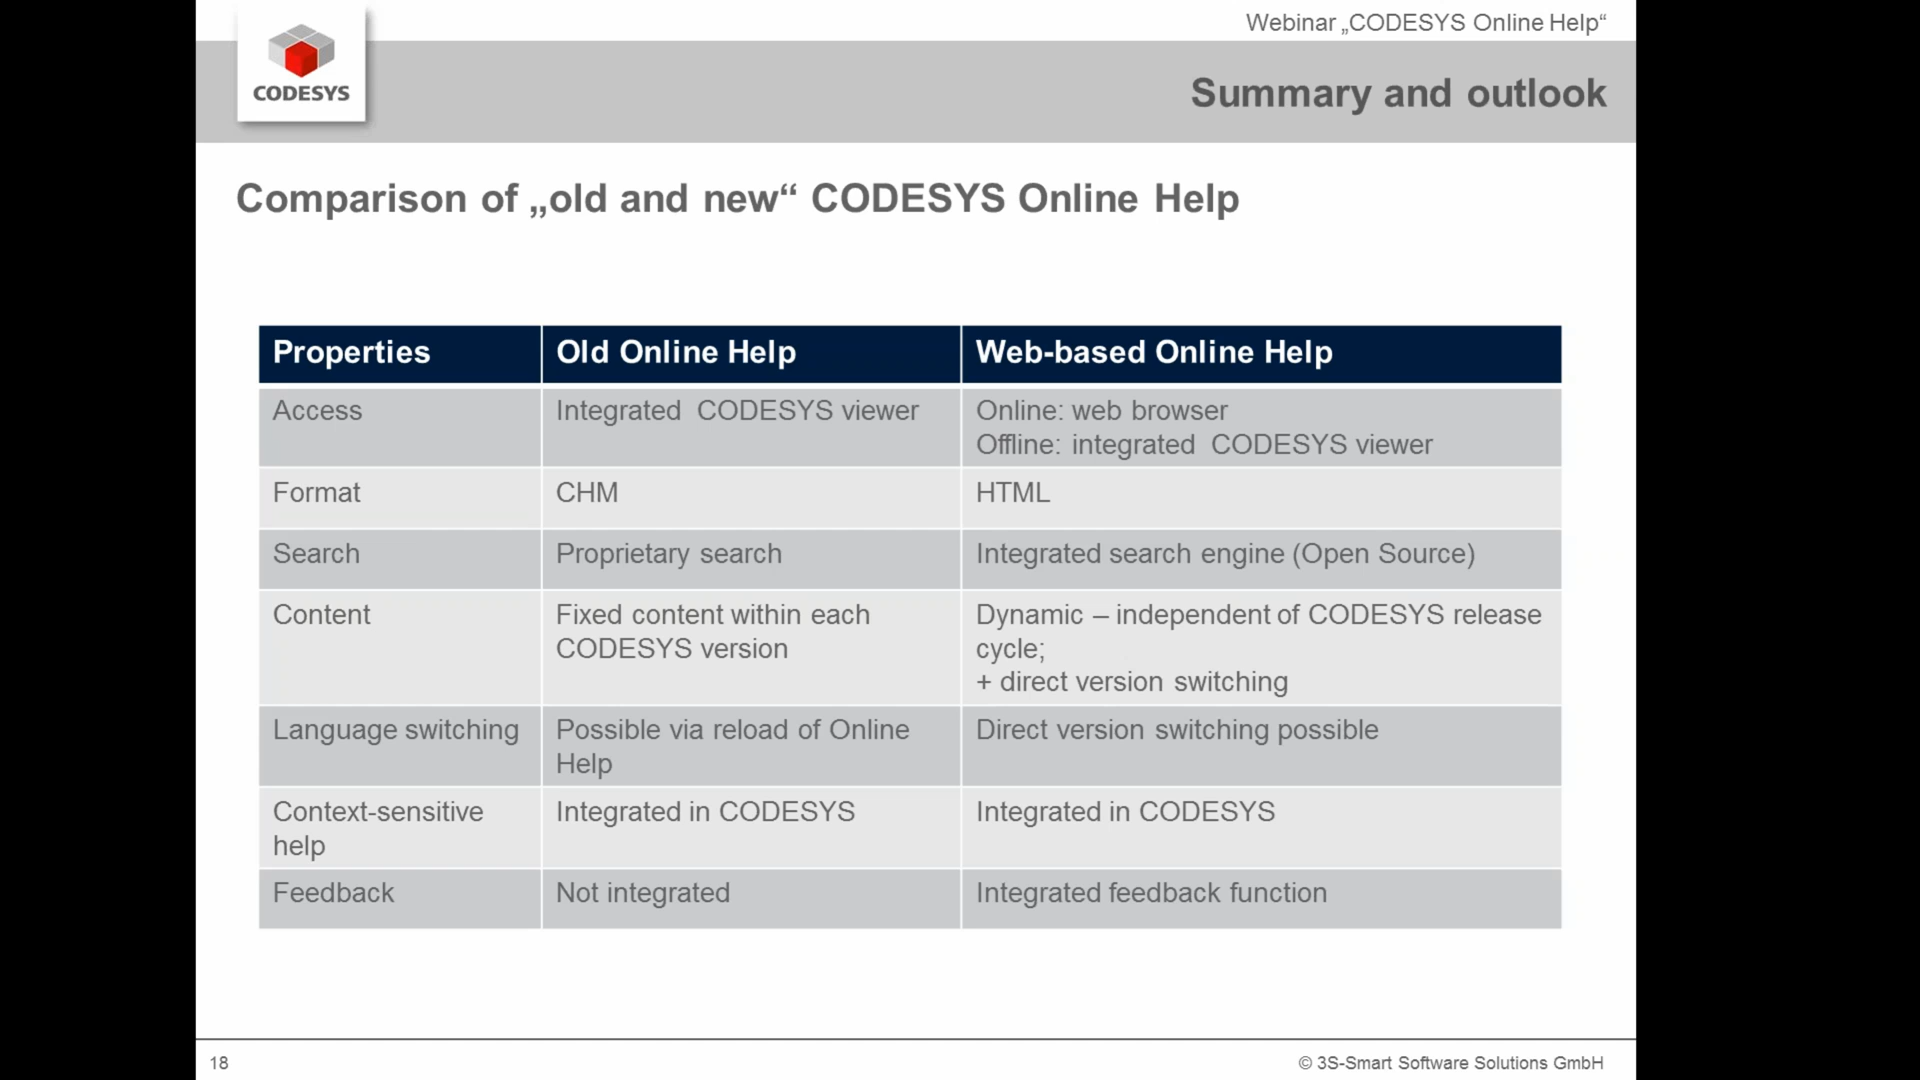 Webinar „CODESYS Online Help“
CODESYS
Summary and outlook
Comparison of „old and new“ CODESYS Online Help
Properties
Old Online Help
Web-based Online Help
Access
Integrated CODESYS viewer
Online: web browser
Offline: integrated CODESYS viewer
Format
CHM
HTML
Search
Proprietary search
Integrated search engine (Open Source)
Content
Fixed content within each
CODESYS version
Dynamic – independent of CODESYS release
cycle;
+ direct version switching
Language switching
Possible via reload of Online
Help
Direct version switching possible
Context-sensitive
help
Integrated in CODESYS
Integrated in CODESYS
Feedback
Not integrated
Integrated feedback function
18
© 3S-Smart Software Solutions GmbH